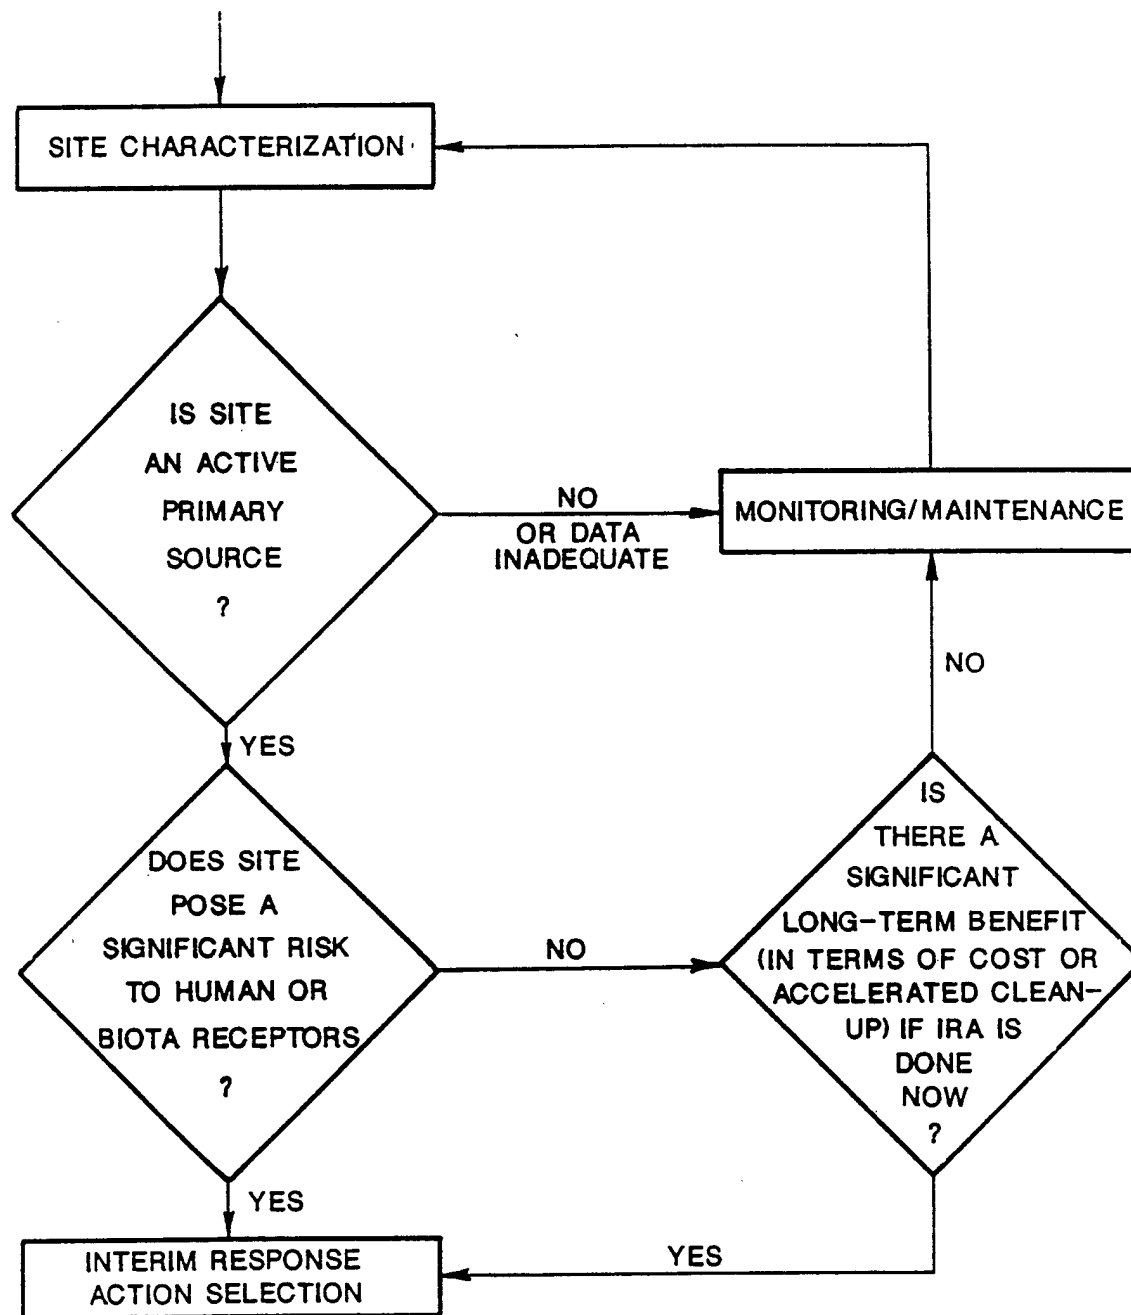 SITE CHARACTERIZATION
IS SITE
AN ACTIVE
PRIMARY
SOURCE
?
NO
OR DATA
INADEQUATE
MONITORING/MAINTENANCE
YES
NO
DOES SITE
POSE A
SIGNIFICANT RISK
TO HUMAN OR
BIOTA RECEPTORS
?
NO
IS
THERE A
SIGNIFICANT
LONG-TERM BENEFIT
(IN TERMS OF COST OR
ACCELERATED CLEAN-
UP) IF IRA IS
DONE
NOW
?
YES
YES
INTERIM RESPONSE
ACTION SELECTION